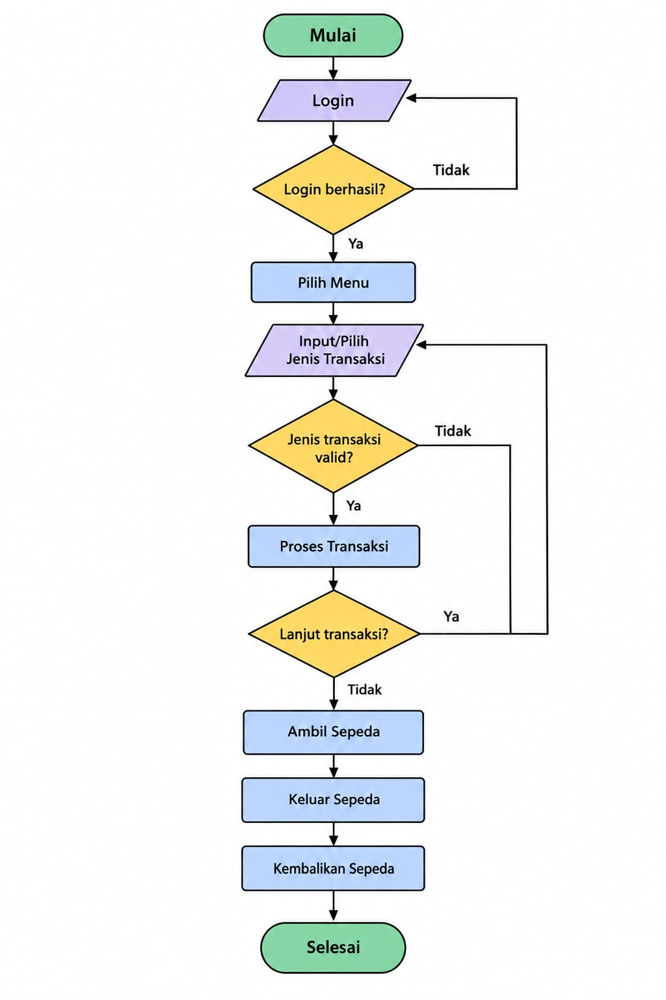 Mulai
Login
Login berhasil?
Tidak
Ya
Pilih Menu
Input/Pilih
Jenis Transaksi
Jenis transaksi
valid?
Tidak
Ya
Proses Transaksi
Lanjut transaksi?
Ya
Tidak
Ambil Sepeda
Keluar Sepeda
Kembalikan Sepeda
Selesai